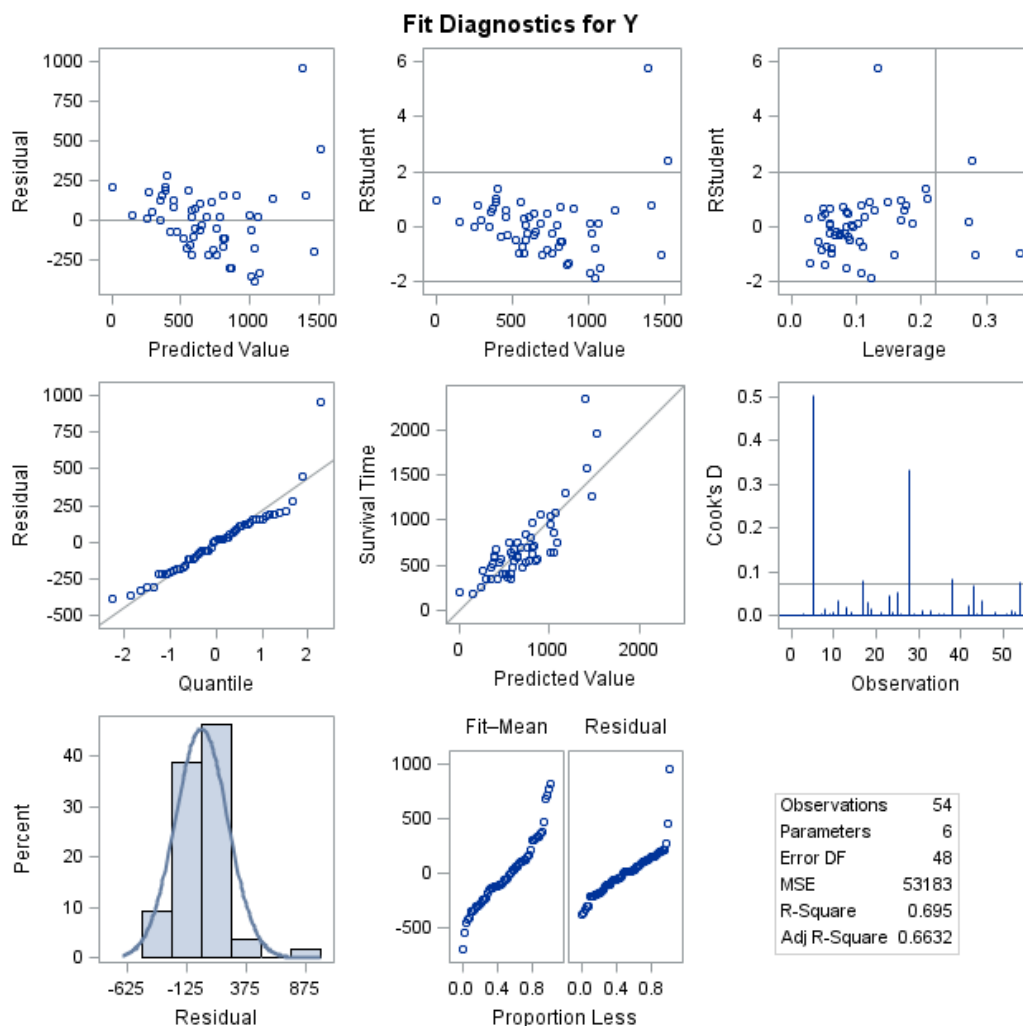 Fit Diagnostics for Y
1000
750
500
250
0
-250
Residual
0 500 1000 1500
Predicted Value
6
4
2
0
-2
RStudent
0 500 1000 1500
Predicted Value
6
4
2
0
-2
RStudent
0.0 0.1 0.2 0.3
Leverage
1000
750
500
250
0
-250
-500
Residual
-2 -1 0 1 2
Quantile
2000
1500
1000
500
0
Survival Time
0 1000 2000
Predicted Value
0.5
0.4
0.3
0.2
0.1
0.0
Cook's D
0 10 20 30 40 50
Observation
40
30
20
10
0
Percent
-625 -125 375 875
Residual
Fit–Mean Residual
1000
500
0
-500
0.0 0.8 0.0 0.8
Proportion Less
Observations 54
Parameters 6
Error DF 48
MSE 53183
R-Square 0.695
Adj R-Square 0.6632